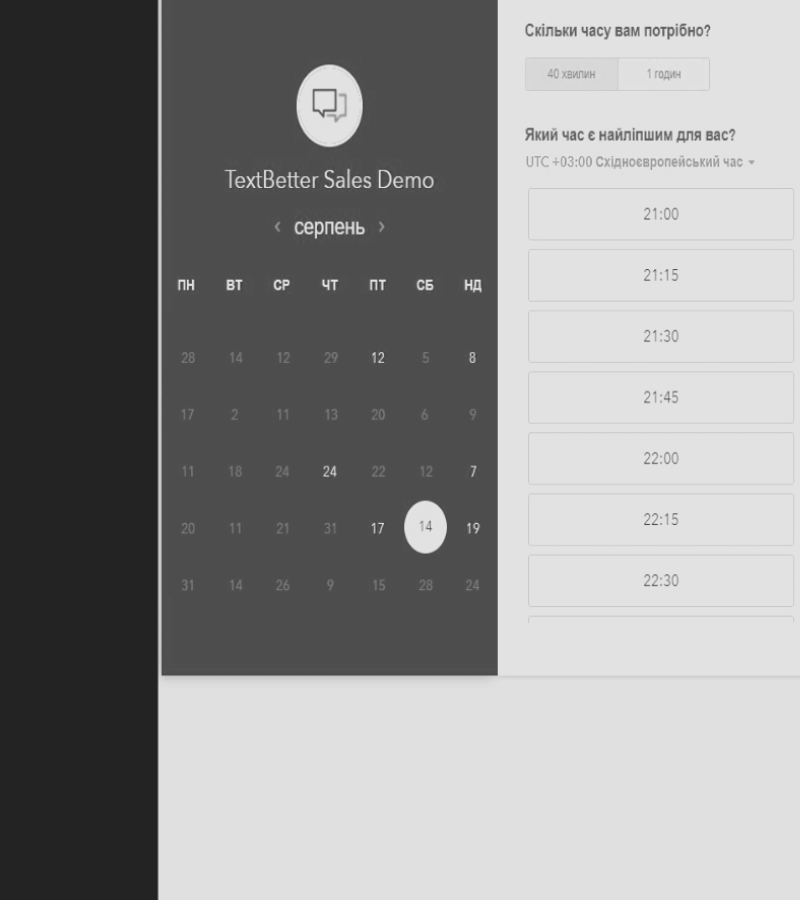 TextBetter Sales Demo
‹ серпень ›
ПН ВТ СР ЧТ ПТ СБ НД
28 14 12 29 12 5 8
17 2 11 13 20 6 9
11 18 24 24 22 12 7
20 11 21 31 17 14 19
31 14 26 9 15 28 24
Скільки часу вам потрібно?
40 хвилин 1 годин
Який час є найліпшим для вас?
UTC +03:00 Східноєвропейський час
21:00
21:15
21:30
21:45
22:00
22:15
22:30